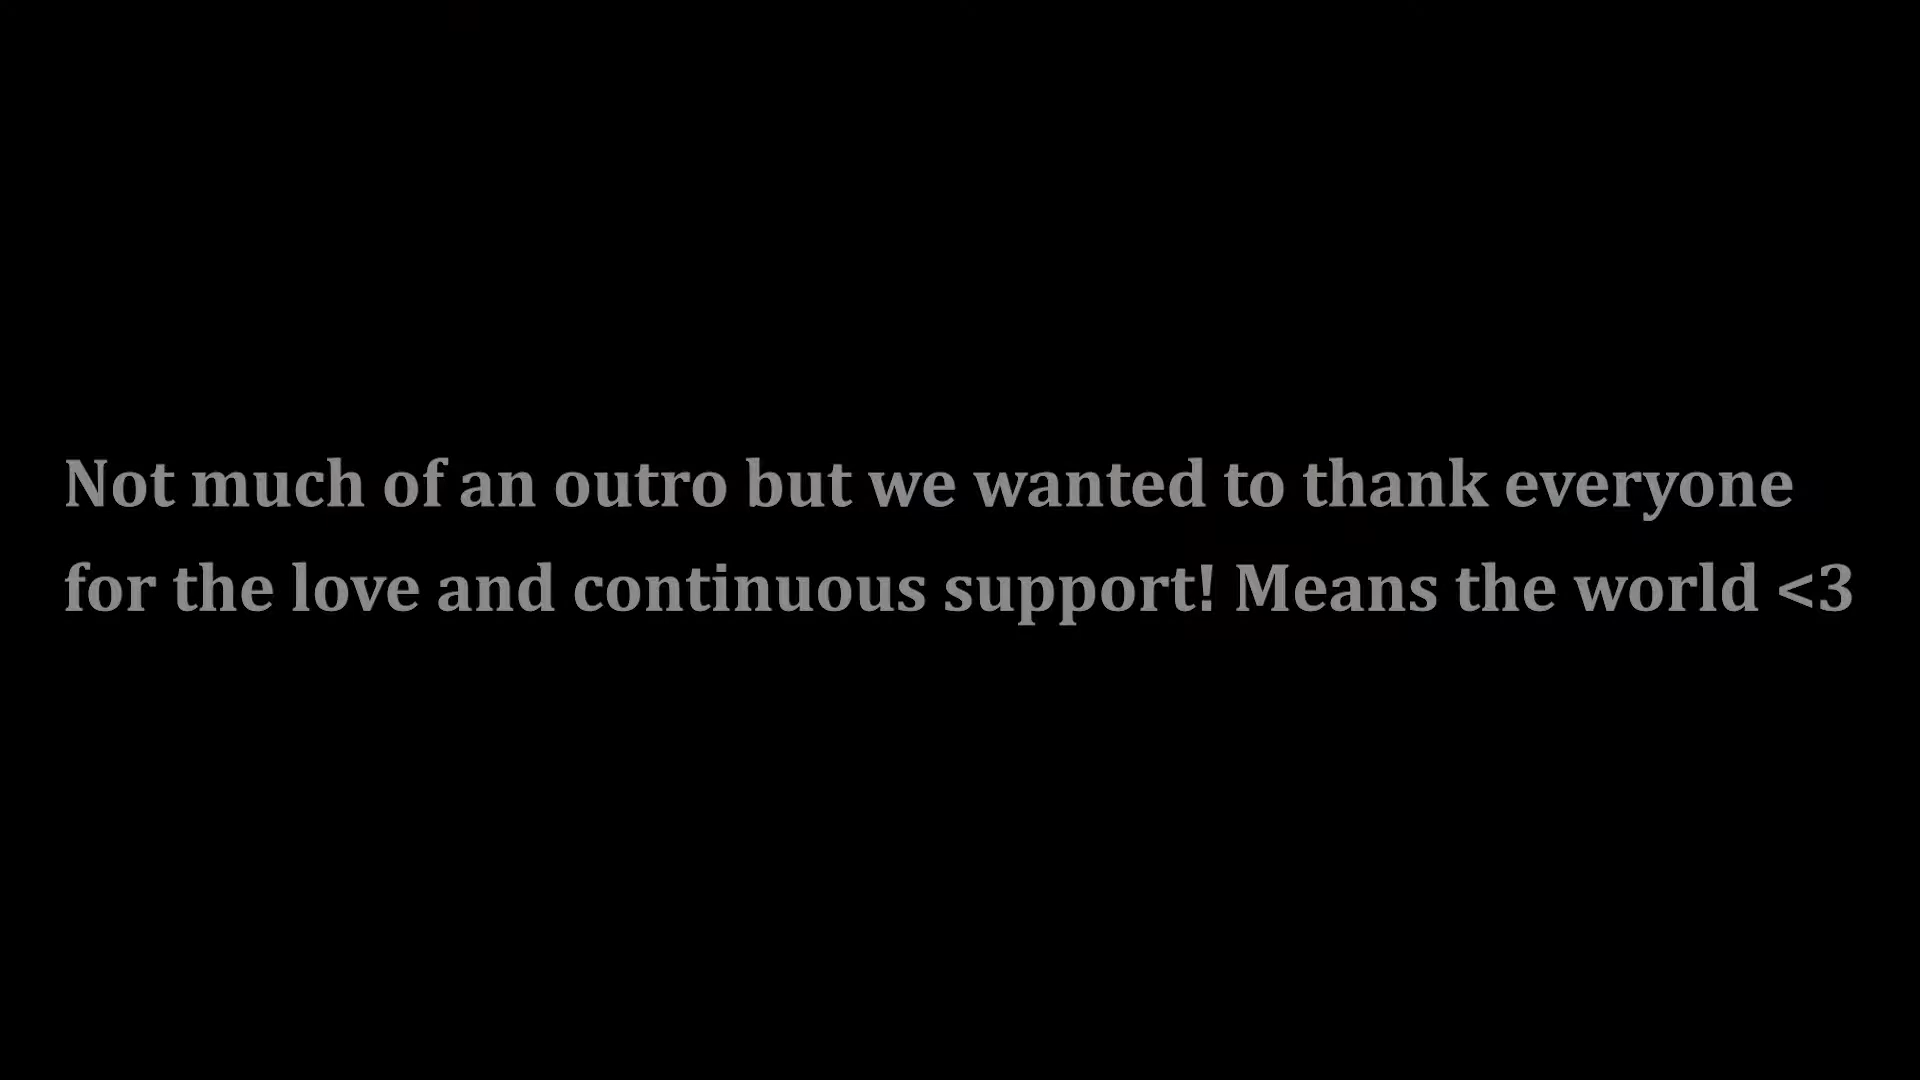 Not much of an outro but we wanted to thank everyone
for the love and continuous support! Means the world <3